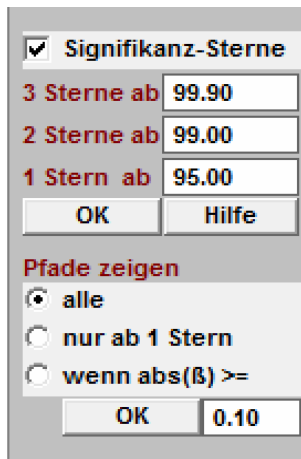 Signifikanz-Sterne
3 Sterne ab 99.90
2 Sterne ab 99.00
1 Stern ab 95.00
OK Hilfe
Pfade zeigen
alle
nur ab 1 Stern
wenn abs(ß) >=
OK 0.10